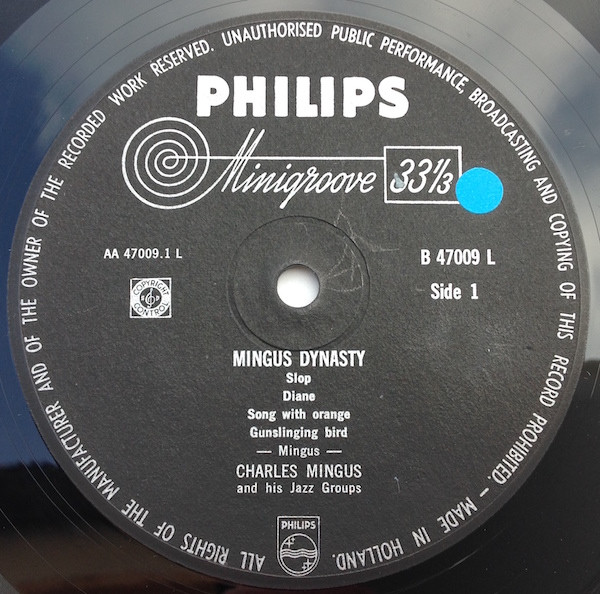 ALL RIGHTS OF THE MANUFACTURER AND OF THE OWNER OF THE RECORDED WORK RESERVED. UNAUTHORISED PUBLIC PERFORMANCE, BROADCASTING AND COPYING OF THIS RECORD PROHIBITED. – MADE IN HOLLAND.
PHILIPS
Minigroove 33 1/3
AA 47009.1 L
B 47009 L
COPYRIGHT
CONTROL
Side 1
MINGUS DYNASTY
Slop
Diane
Song with orange
Gunslinging bird
— Mingus —
CHARLES MINGUS
and his Jazz Groups
PHILIPS